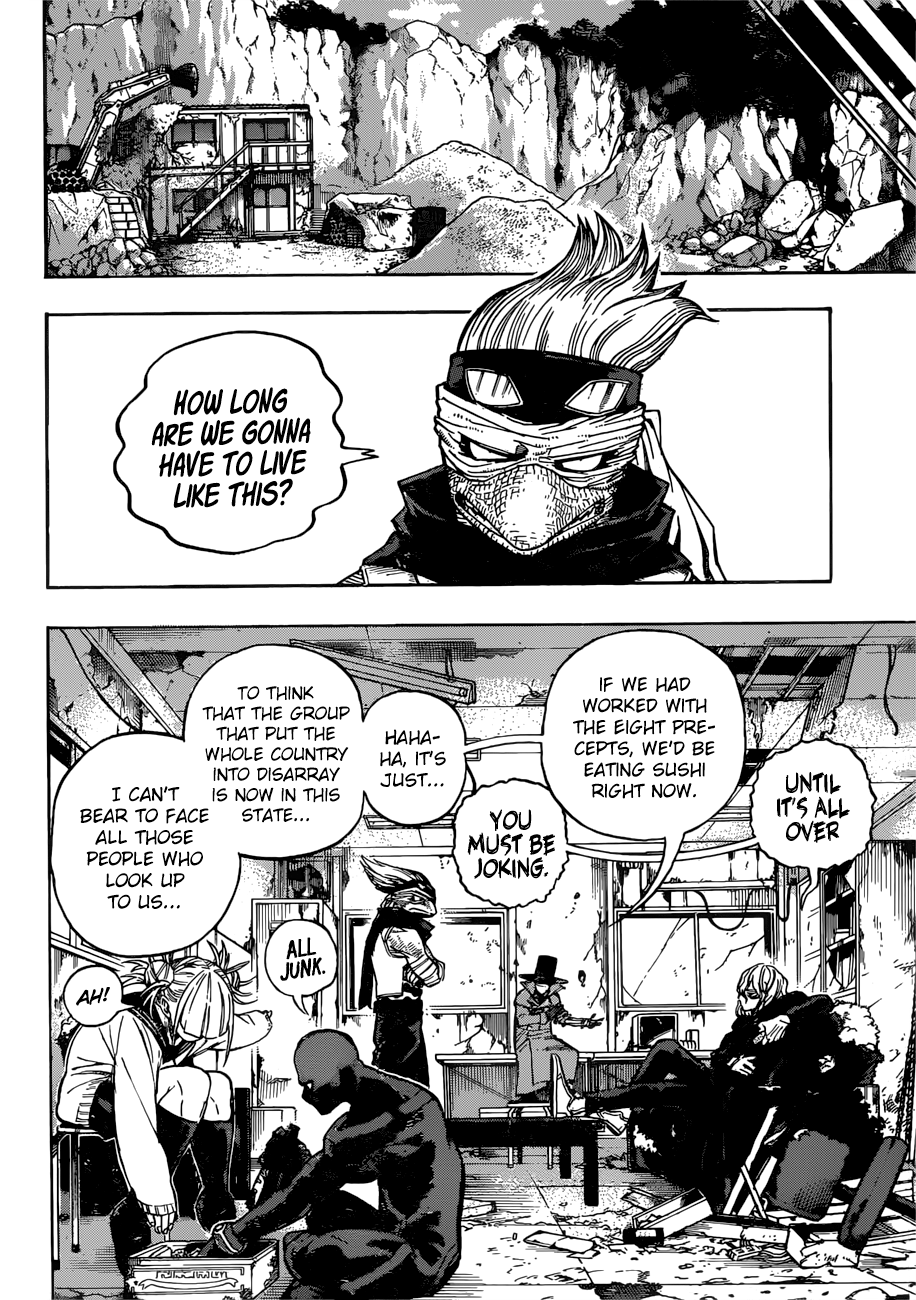 HOW LONG
ARE WE GONNA
HAVE TO LIVE
LIKE THIS?
UNTIL
IT'S ALL
OVER
IF WE HAD
WORKED WITH
THE EIGHT PRE-
CEPTS, WE'D BE
EATING SUSHI
RIGHT NOW.
YOU
MUST BE
JOKING.
HAHA-
HA, IT'S
JUST...
TO THINK
THAT THE GROUP
THAT PUT THE
WHOLE COUNTRY
INTO DISARRAY
IS NOW IN THIS
STATE...
I CAN'T
BEAR TO FACE
ALL THOSE
PEOPLE WHO
LOOK UP
TO US...
ALL
JUNK.
AH!